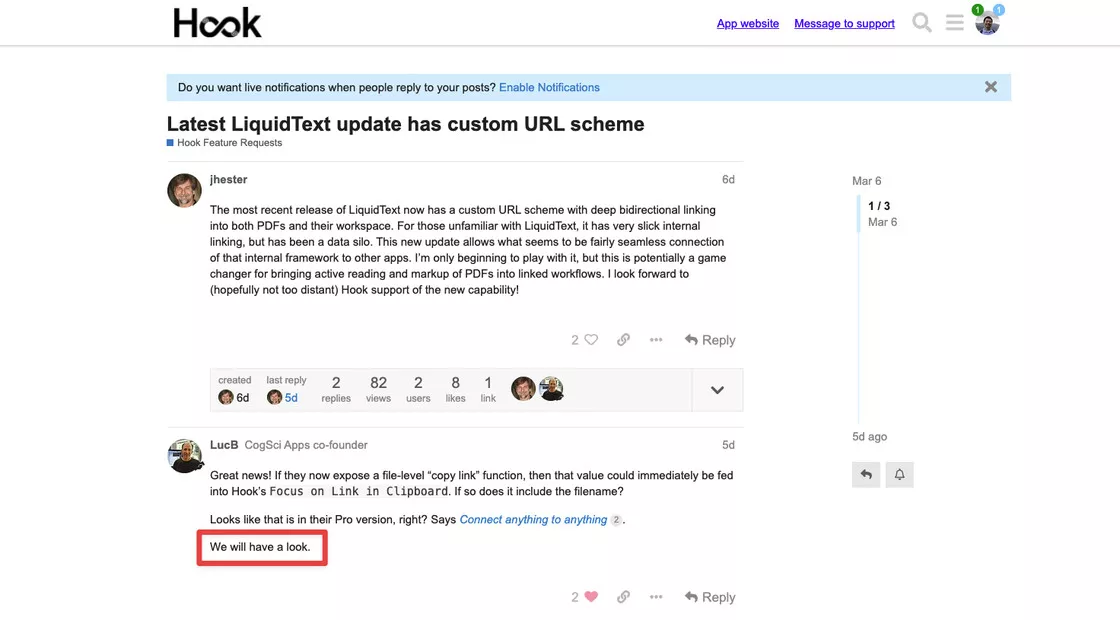 Hook
App website Message to support
1 1
Do you want live notifications when people reply to your posts? Enable Notifications
Latest LiquidText update has custom URL scheme
Hook Feature Requests
jhester 6d
The most recent release of LiquidText now has a custom URL scheme with deep bidirectional linking
into both PDFs and their workspace. For those unfamiliar with LiquidText, it has very slick internal
linking, but has been a data silo. This new update allows what seems to be fairly seamless connection
of that internal framework to other apps. I'm only beginning to play with it, but this is potentially a game
changer for bringing active reading and markup of PDFs into linked workflows. I look forward to
(hopefully not too distant) Hook support of the new capability!
2 Reply
created last reply 2 82 2 8 1
6d 5d replies views users likes link
LucB CogSci Apps co-founder 5d
Great news! If they now expose a file-level “copy link” function, then that value could immediately be fed
into Hook's Focus on Link in Clipboard. If so does it include the filename?
Looks like that is in their Pro version, right? Says Connect anything to anything 2.
We will have a look.
2 Reply
Mar 6
1 / 3
Mar 6
5d ago